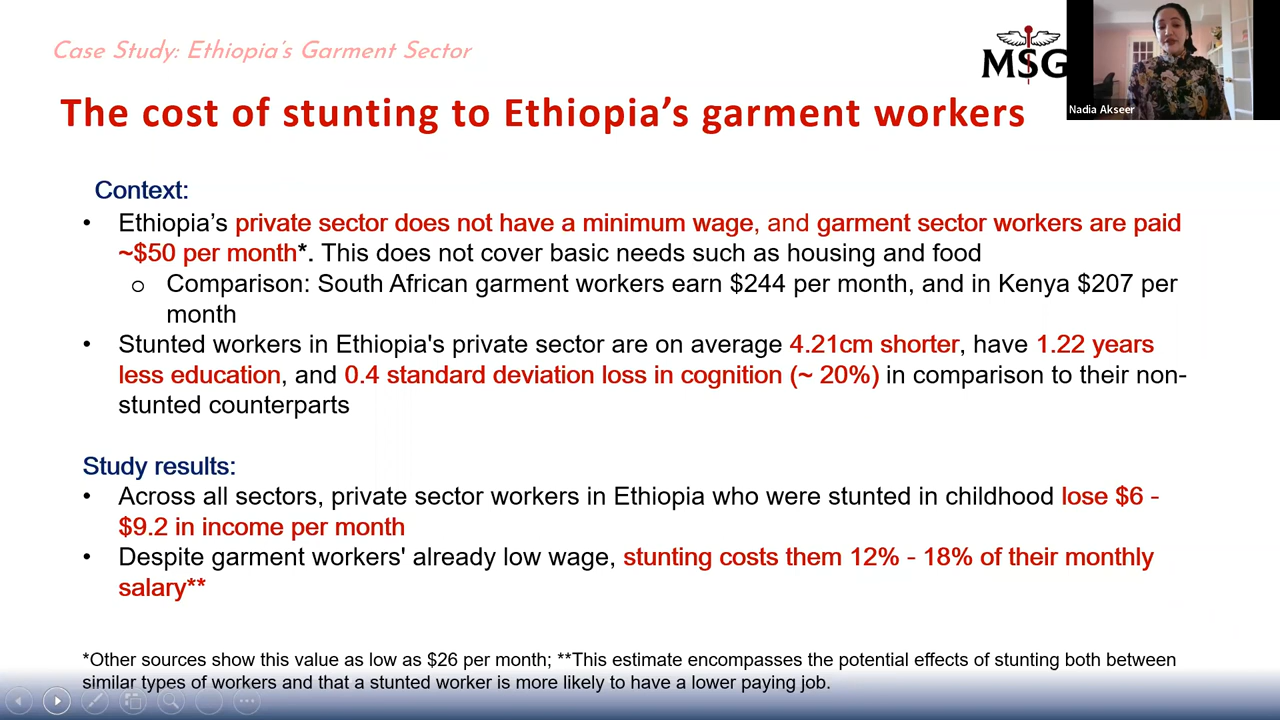 Case Study: Ethiopia's Garment Sector
MSG
Nadia Akseer
The cost of stunting to Ethiopia's garment workers
Context:
• Ethiopia's private sector does not have a minimum wage, and garment sector workers are paid
~$50 per month*. This does not cover basic needs such as housing and food
o Comparison: South African garment workers earn $244 per month, and in Kenya $207 per
month
• Stunted workers in Ethiopia's private sector are on average 4.21cm shorter, have 1.22 years
less education, and 0.4 standard deviation loss in cognition (~ 20%) in comparison to their non-
stunted counterparts
Study results:
• Across all sectors, private sector workers in Ethiopia who were stunted in childhood lose $6 -
$9.2 in income per month
• Despite garment workers' already low wage, stunting costs them 12% - 18% of their monthly
salary**
*Other sources show this value as low as $26 per month; **This estimate encompasses the potential effects of stunting both between
similar types of workers and that a stunted worker is more likely to have a lower paying job.